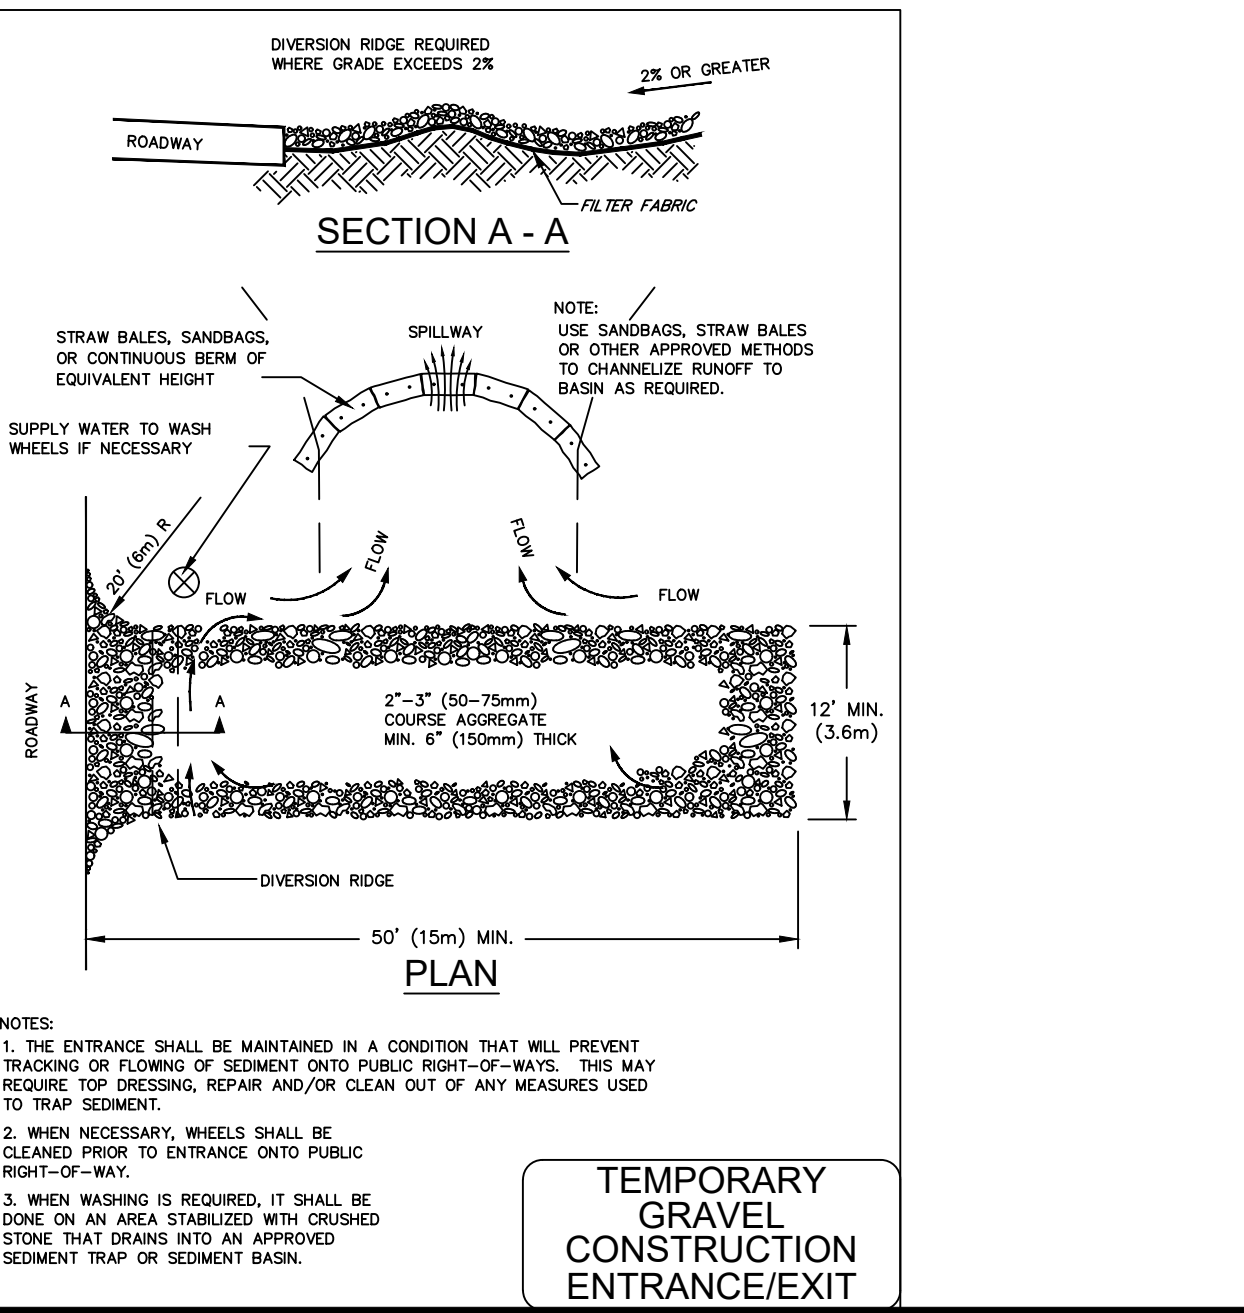 DIVERSION RIDGE REQUIRED
WHERE GRADE EXCEEDS 2%
2% OR GREATER
ROADWAY
FILTER FABRIC
SECTION A - A
STRAW BALES, SANDBAGS,
OR CONTINUOUS BERM OF
EQUIVALENT HEIGHT
SPILLWAY
NOTE:
USE SANDBAGS, STRAW BALES
OR OTHER APPROVED METHODS
TO CHANNELIZE RUNOFF TO
BASIN AS REQUIRED.
SUPPLY WATER TO WASH
WHEELS IF NECESSARY
20' (6m) R
FLOW
FLOW
FLOW
FLOW
ROADWAY
A
A
2"-3" (50-75mm)
COURSE AGGREGATE
MIN. 6" (150mm) THICK
12' MIN.
(3.6m)
DIVERSION RIDGE
50' (15m) MIN.
PLAN
NOTES:
1. THE ENTRANCE SHALL BE MAINTAINED IN A CONDITION THAT WILL PREVENT
TRACKING OR FLOWING OF SEDIMENT ONTO PUBLIC RIGHT-OF-WAYS. THIS MAY
REQUIRE TOP DRESSING, REPAIR AND/OR CLEAN OUT OF ANY MEASURES USED
TO TRAP SEDIMENT.
2. WHEN NECESSARY, WHEELS SHALL BE
CLEANED PRIOR TO ENTRANCE ONTO PUBLIC
RIGHT-OF-WAY.
3. WHEN WASHING IS REQUIRED, IT SHALL BE
DONE ON AN AREA STABILIZED WITH CRUSHED
STONE THAT DRAINS INTO AN APPROVED
SEDIMENT TRAP OR SEDIMENT BASIN.
TEMPORARY
GRAVEL
CONSTRUCTION
ENTRANCE/EXIT